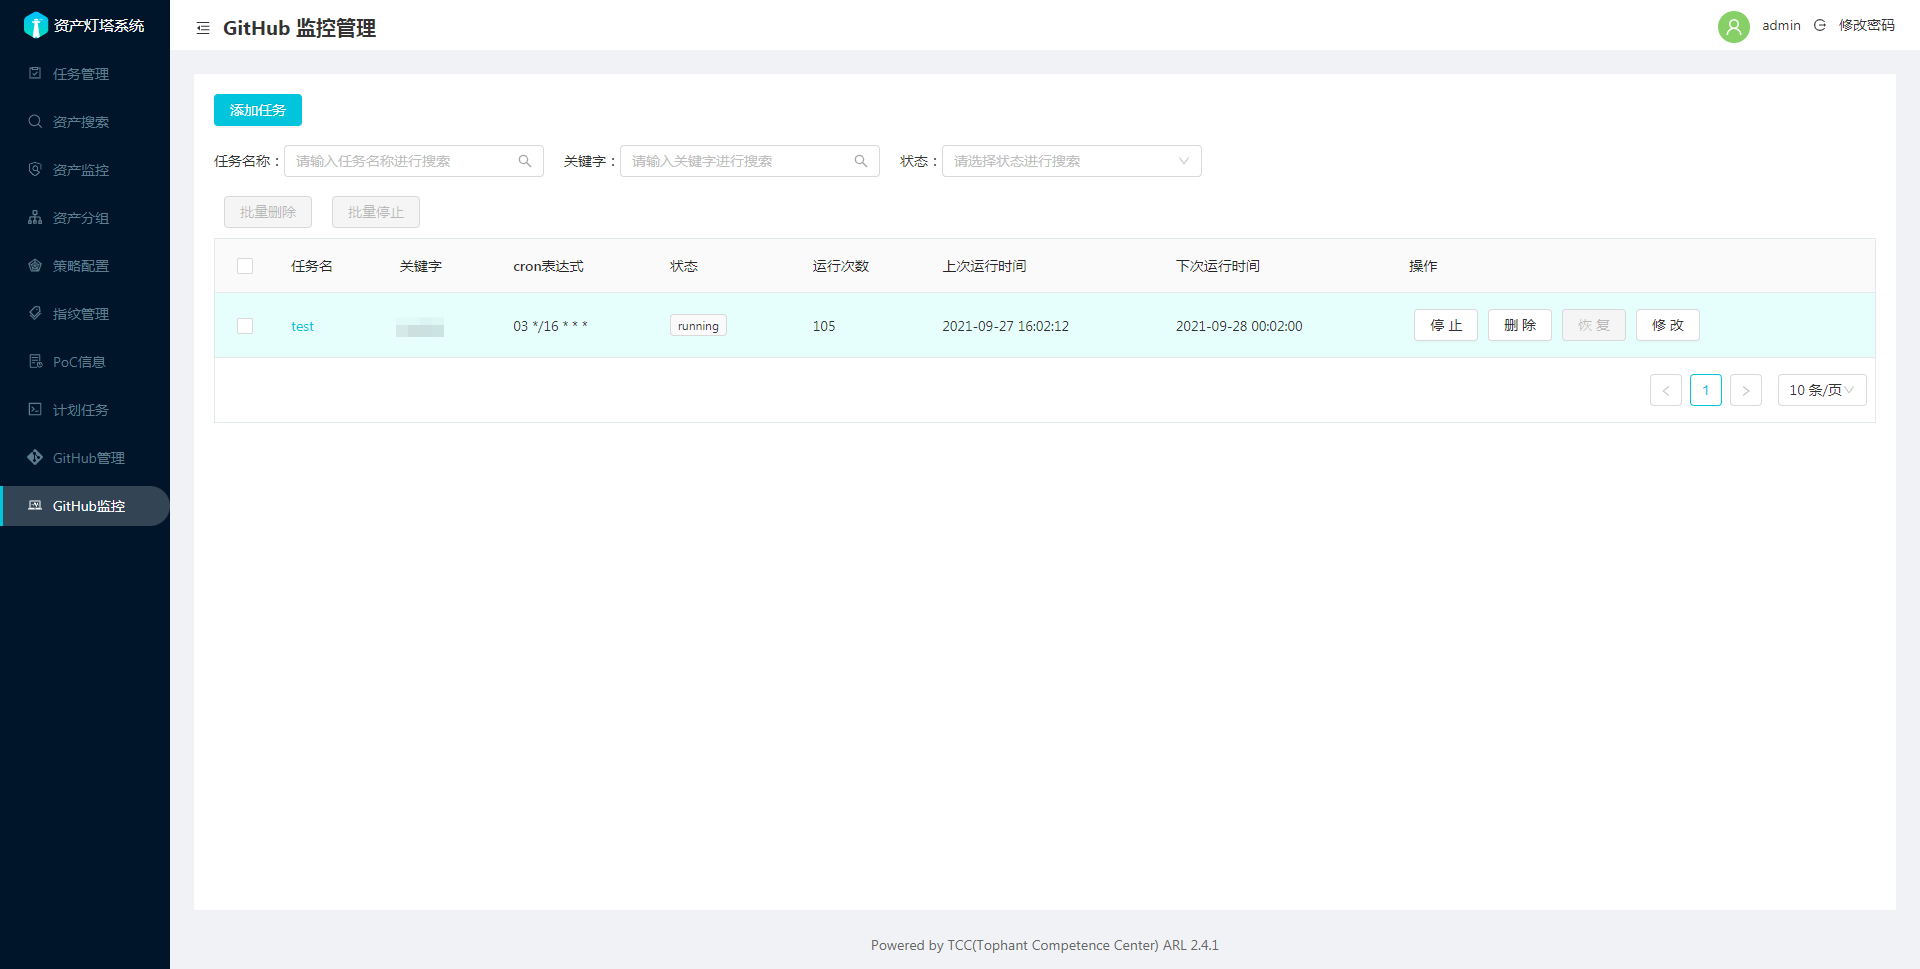 资产灯塔系统
GitHub 监控管理
admin 修改密码
任务管理
资产搜索
资产监控
资产分组
策略配置
指纹管理
PoC信息
计划任务
GitHub管理
GitHub监控
添加任务
任务名称： 请输入任务名称进行搜索 关键字： 请输入关键字进行搜索 状态： 请选择状态进行搜索
批量删除 批量停止
任务名 关键字 cron表达式 状态 运行次数 上次运行时间 下次运行时间 操作
test 03 */16 * * * running 105 2021-09-27 16:02:12 2021-09-28 00:02:00 停 止 删 除 恢 复 修 改
< 1 > 10 条/页
Powered by TCC(Tophant Competence Center) ARL 2.4.1